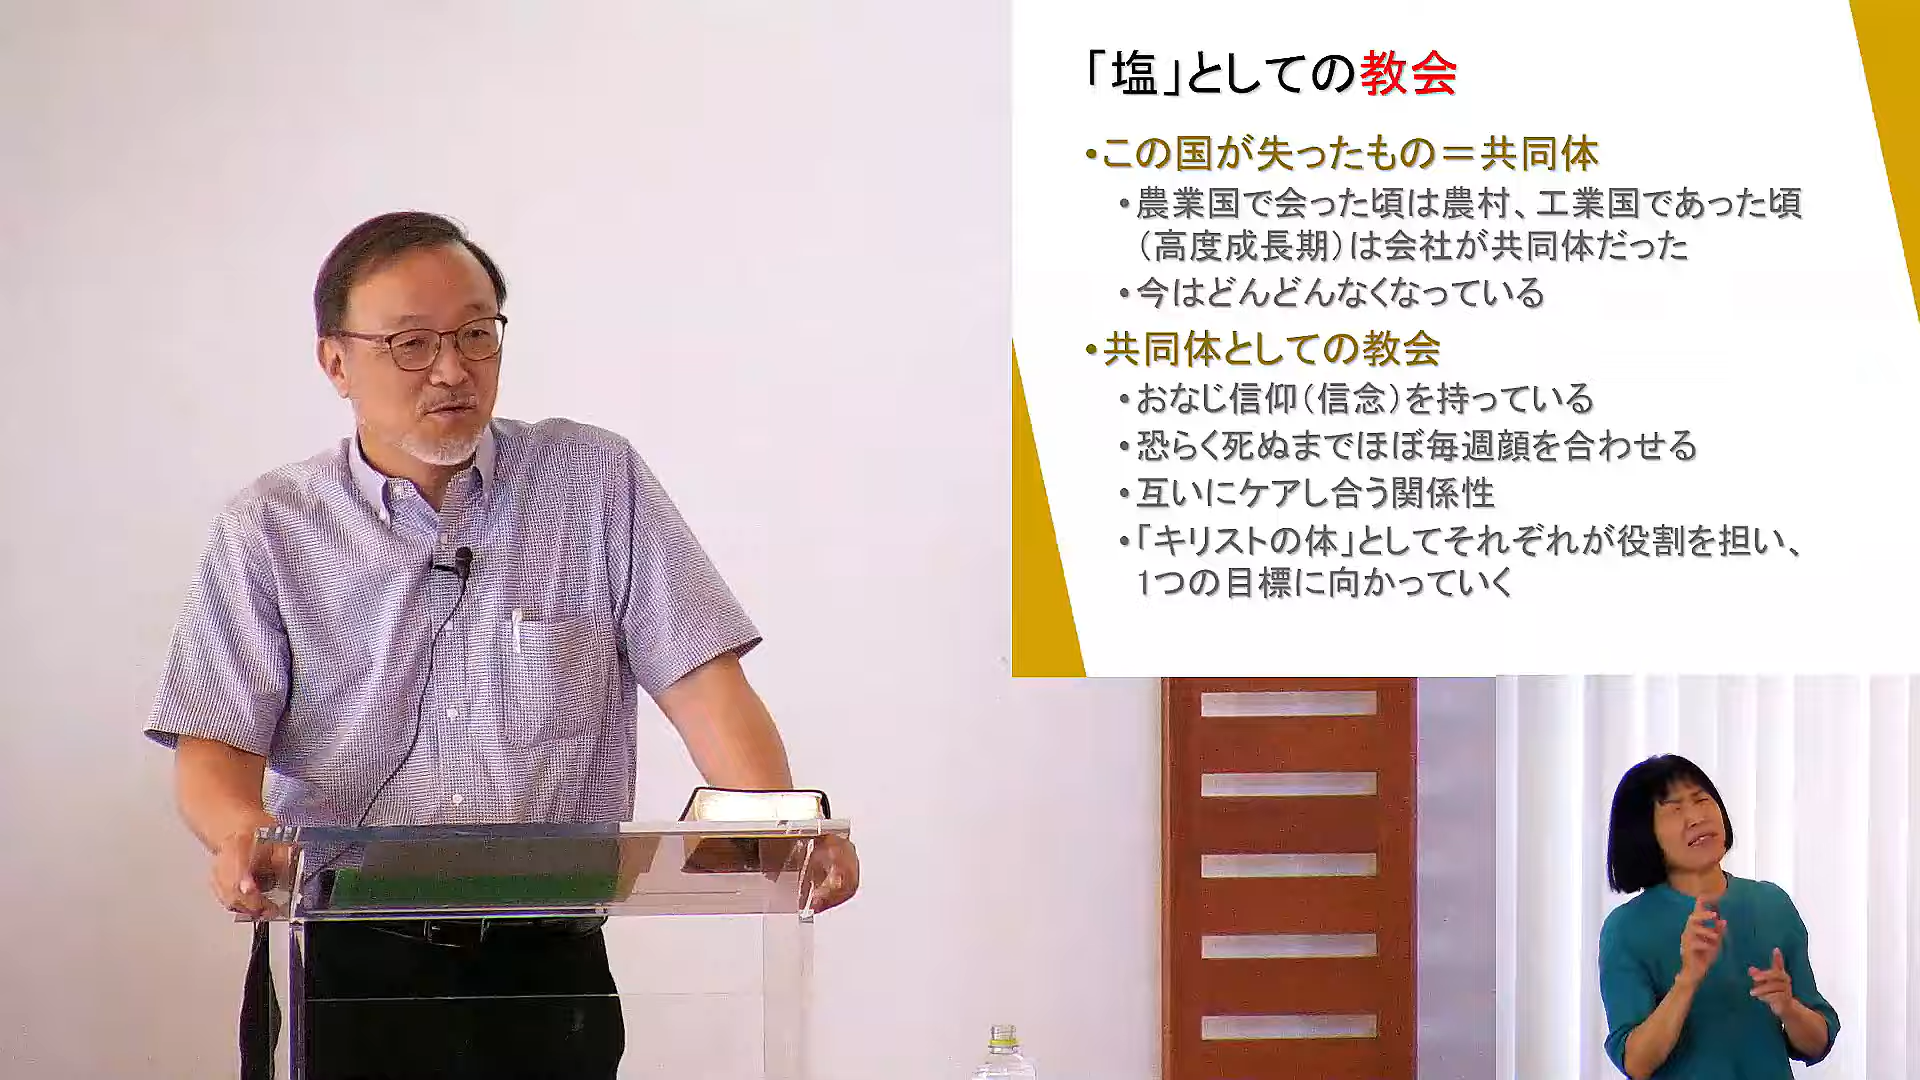 「塩」としての教会
•この国が失ったもの＝共同体
•農業国で会った頃は農村、工業国であった頃
（高度成長期）は会社が共同体だった
•今はどんどんなくなっている
•共同体としての教会
•おなじ信仰（信念）を持っている
•恐らく死ぬまでほぼ毎週顔を合わせる
•互いにケアし合う関係性
•「キリストの体」としてそれぞれが役割を担い、
1つの目標に向かっていく